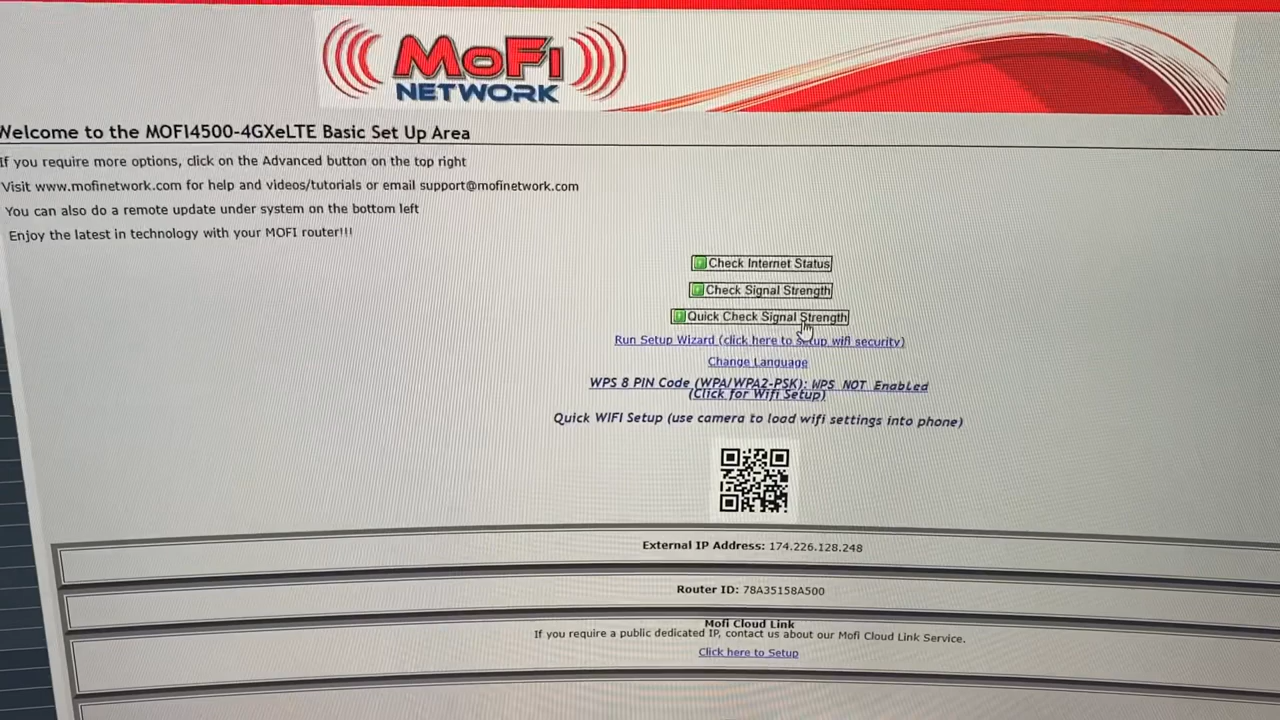 MoFi
NETWORK
Welcome to the MOFI4500-4GXeLTE Basic Set Up Area
If you require more options, click on the Advanced button on the top right
Visit www.mofinetwork.com for help and videos/tutorials or email support@mofinetwork.com
You can also do a remote update under system on the bottom left
Enjoy the latest in technology with your MOFI router!!!
Check Internet Status
Check Signal Strength
Quick Check Signal Strength
Run Setup Wizard (click here to setup wifi security)
Change Language
WPS 8 PIN Code (WPA/WPA2-PSK): WPS NOT Enabled
(Click for Wifi Setup)
Quick WIFI Setup (use camera to load wifi settings into phone)
External IP Address: 174.226.128.248
Router ID: 78A35158A500
Mofi Cloud Link
If you require a public dedicated IP, contact us about our Mofi Cloud Link Service.
Click here to Setup